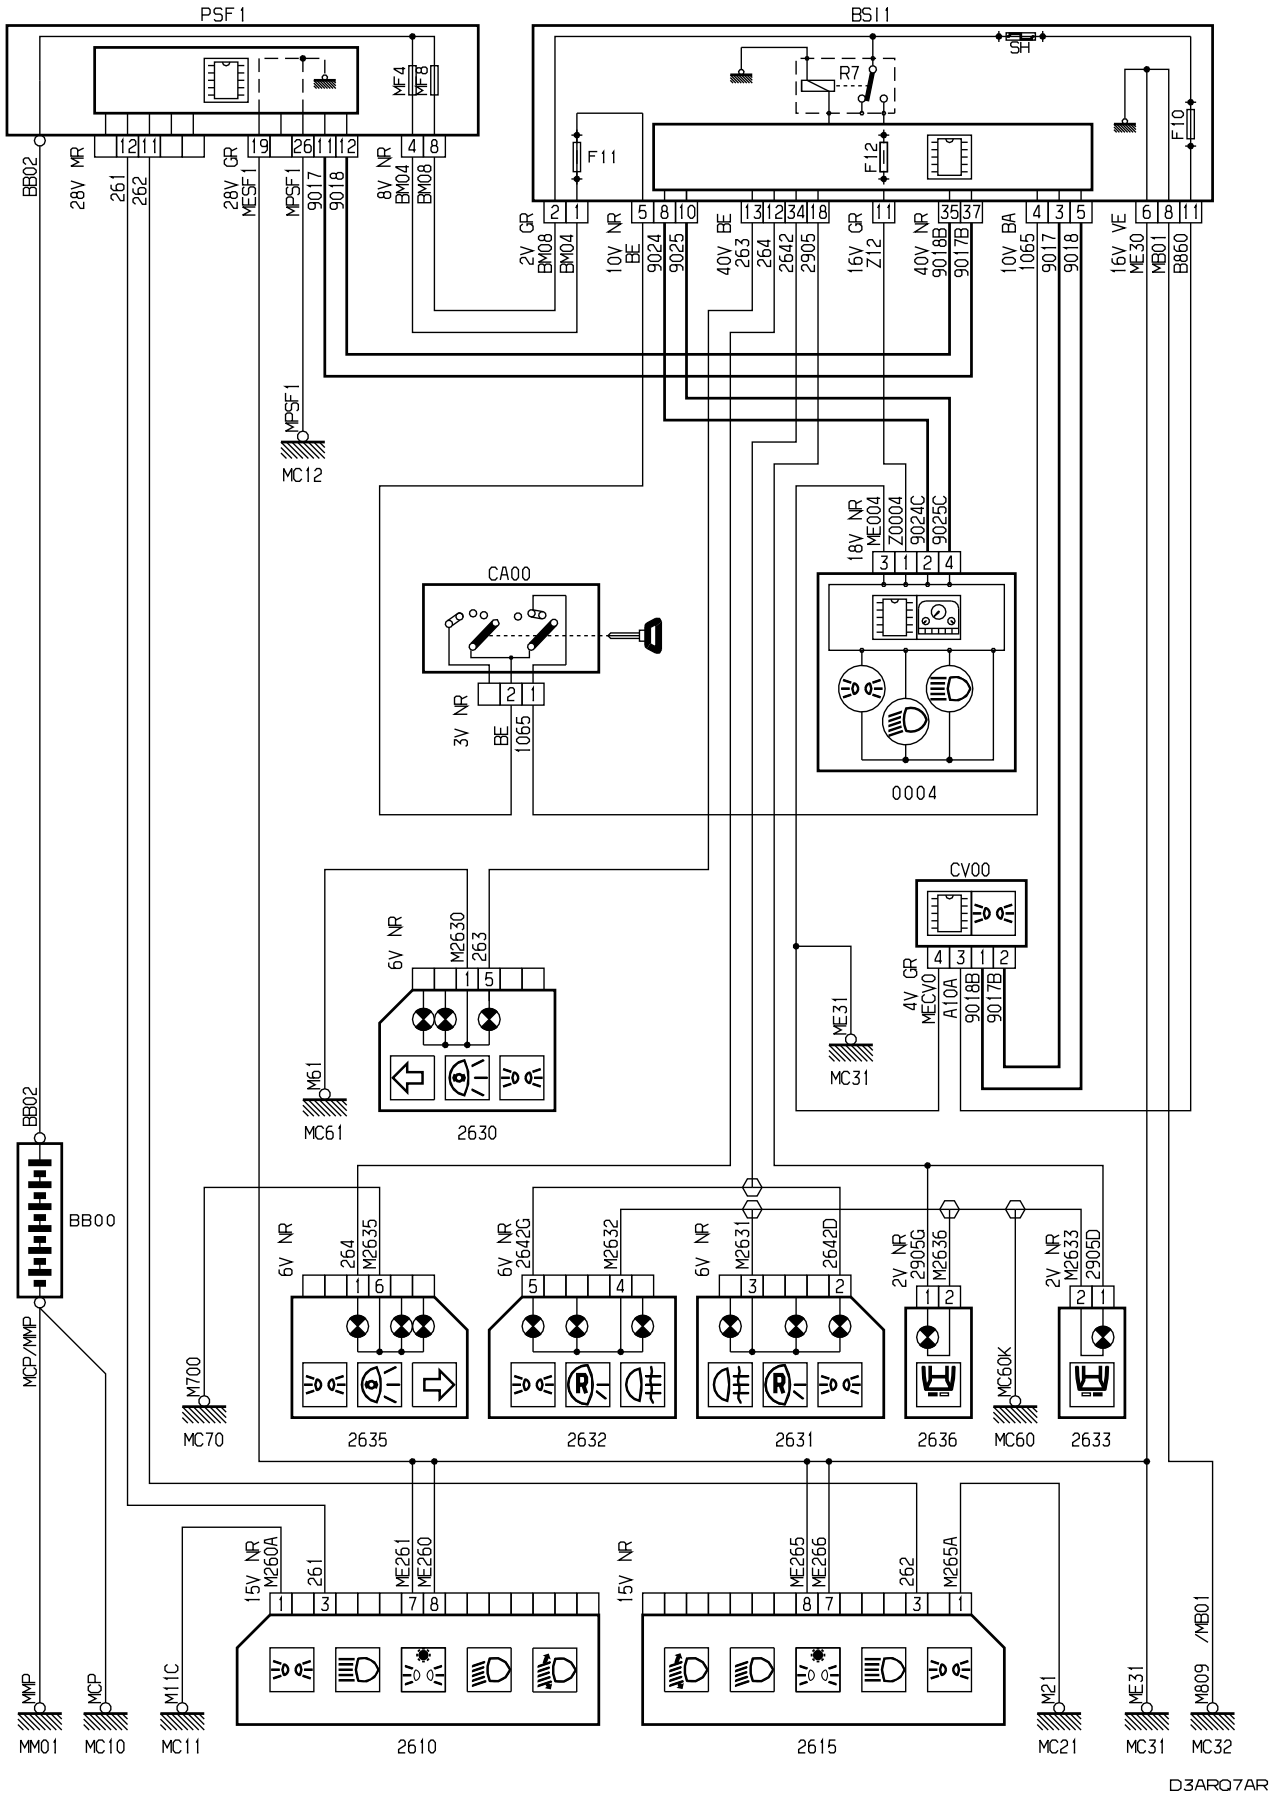 PSF1
BSI1
SH
MF4
MF8
R7
F11
F12
F10
BB02
12 11
19 26 11 12
4 8
2 1
5 8 10
13 12 34 18
11
35 37
4 3 5
6 8 11
28V MR
261
262
28V GR
MESF1
MPSF1
9017
9018
8V NR
BM04
BM08
2V GR
BM08
BM04
10V NR
BE
9024
9025
40V BE
263
264
2642
2905
16V GR
Z12
40V NR
9018B
9017B
10V BA
1065
9017
9018
16V VE
ME30
MB01
B860
MPSF1
MC12
18V NR
ME004
Z0004
9024C
9025C
3 1 2 4
0004
CA00
2 1
3V NR
BE
1065
CV00
4 3 1 2
4V GR
MECV0
A10A
9018B
9017B
ME31
MC31
6V NR
M2630
263
1 5
2630
M61
MC61
BB02
BB00
MCP/MMP
6V NR
264
M2635
1 6
2635
M700
MC70
6V NR
2642G
M2632
5 4
2632
6V NR
M2631
2642D
3 2
2631
2V NR
2905G
M2636
1 2
2636
MC60K
MC60
2V NR
M2633
2905D
2 1
2633
R
R
15V NR
M260A
261
ME261
ME260
1 3 7 8
2610
15V NR
ME265
ME266
262
M265A
8 7 3 1
2615
MMP
MM01
MCP
MC10
M11C
MC11
M21
MC21
ME31
MC31
M809 /MB01
MC32
D3ARQ7AR